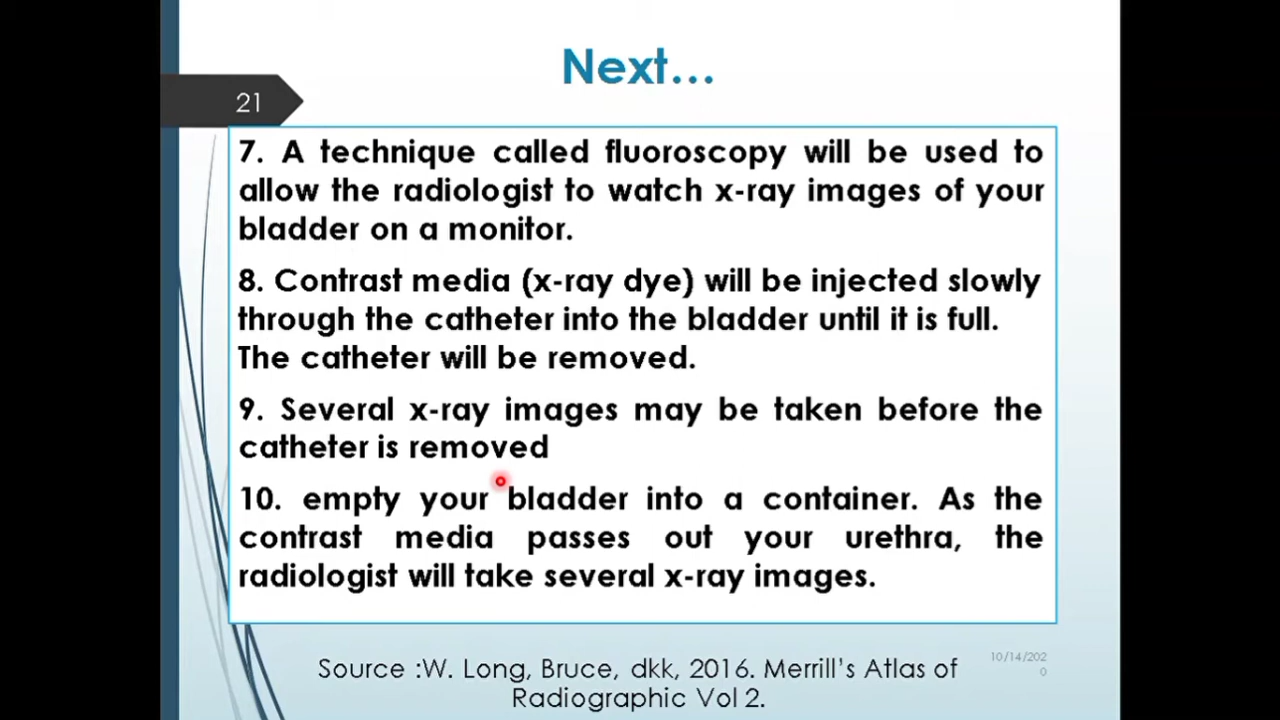 Next...
21
7. A technique called fluoroscopy will be used to
allow the radiologist to watch x-ray images of your
bladder on a monitor.
8. Contrast media (x-ray dye) will be injected slowly
through the catheter into the bladder until it is full.
The catheter will be removed.
9. Several x-ray images may be taken before the
catheter is removed
10. empty your bladder into a container. As the
contrast media passes out your urethra, the
radiologist will take several x-ray images.
Source :W. Long, Bruce, dkk, 2016. Merrill's Atlas of
Radiographic Vol 2.
10/14/202
0